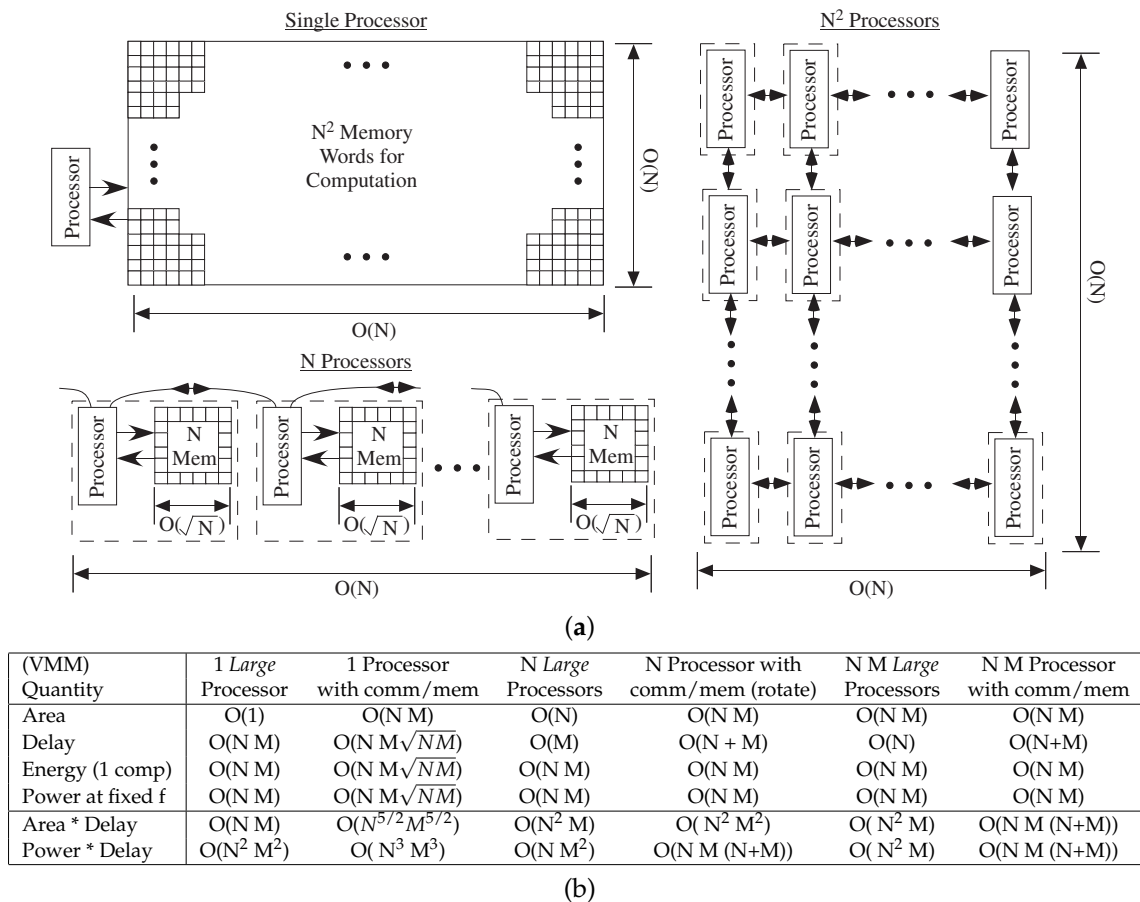 Single Processor
N² Memory
Words for
Computation
Processor
O(N)
O(N)
N Processors
Processor
N
Mem
O(√N)
Processor
N
Mem
O(√N)
Processor
N
Mem
O(√N)
O(N)
N² Processors
Processor
Processor
Processor
Processor
Processor
Processor
Processor
Processor
Processor
O(N)
O(N)
(a)
(VMM) 1 Large 1 Processor N Large N Processor with N M Large N M Processor
Quantity Processor with comm/mem Processors comm/mem (rotate) Processors with comm/mem
Area O(1) O(N M) O(N) O(N M) O(N M) O(N M)
Delay O(N M) O(N M√NM) O(M) O(N + M) O(N) O(N+M)
Energy (1 comp) O(N M) O(N M√NM) O(N M) O(N M) O(N M) O(N M)
Power at fixed f O(N M) O(N M√NM) O(N M) O(N M) O(N M) O(N M)
Area * Delay O(N M) O(N^{5/2} M^{5/2}) O(N² M) O( N² M²) O( N² M) O(N M (N+M))
Power * Delay O(N² M²) O( N³ M³) O(N M²) O(N M (N+M)) O( N² M) O(N M (N+M))
(b)